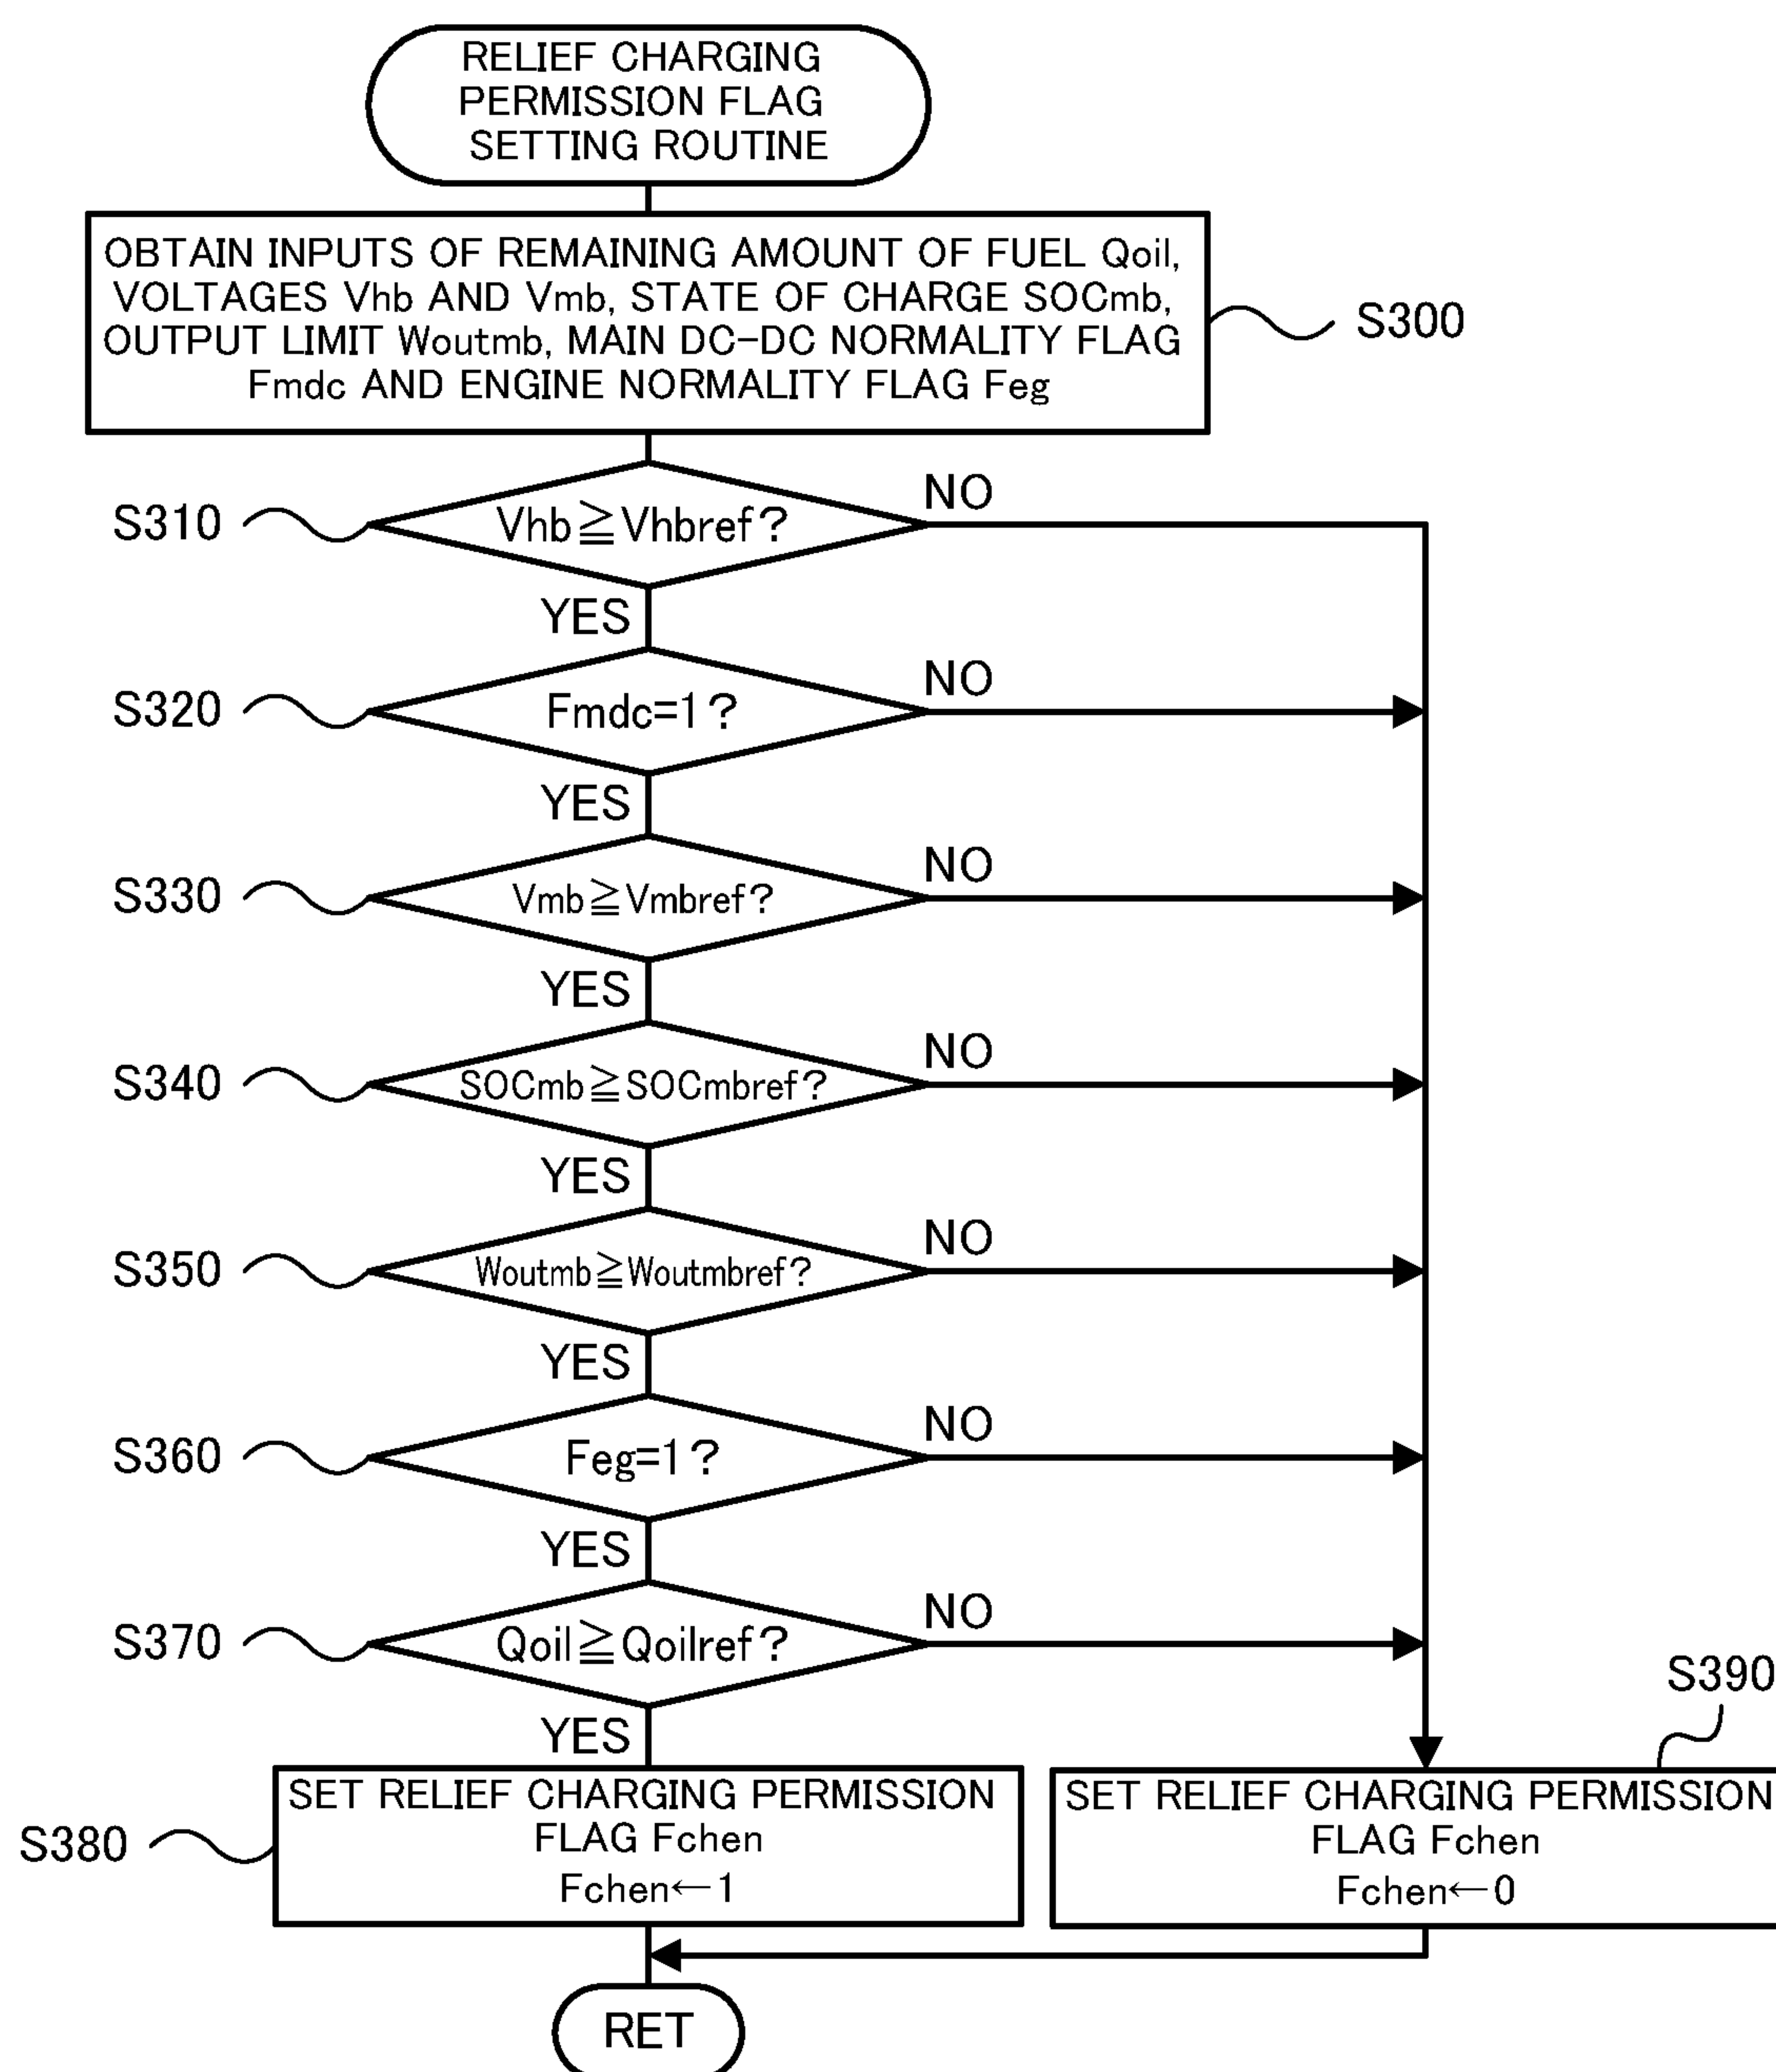 RELIEF CHARGING
PERMISSION FLAG
SETTING ROUTINE
OBTAIN INPUTS OF REMAINING AMOUNT OF FUEL Qoil,
VOLTAGES Vhb AND Vmb, STATE OF CHARGE SOCmb,
OUTPUT LIMIT Woutmb, MAIN DC-DC NORMALITY FLAG
Fmdc AND ENGINE NORMALITY FLAG Feg
S300
S310
Vhb≧Vhbref?
NO
YES
S320
Fmdc=1?
NO
YES
S330
Vmb≧Vmbref?
NO
YES
S340
SOCmb≧SOCmbref?
NO
YES
S350
Woutmb≧Woutmbref?
NO
YES
S360
Feg=1?
NO
YES
S370
Qoil≧Qoilref?
NO
YES
S380
SET RELIEF CHARGING PERMISSION
FLAG Fchen
Fchen←1
S390
SET RELIEF CHARGING PERMISSION
FLAG Fchen
Fchen←0
RET